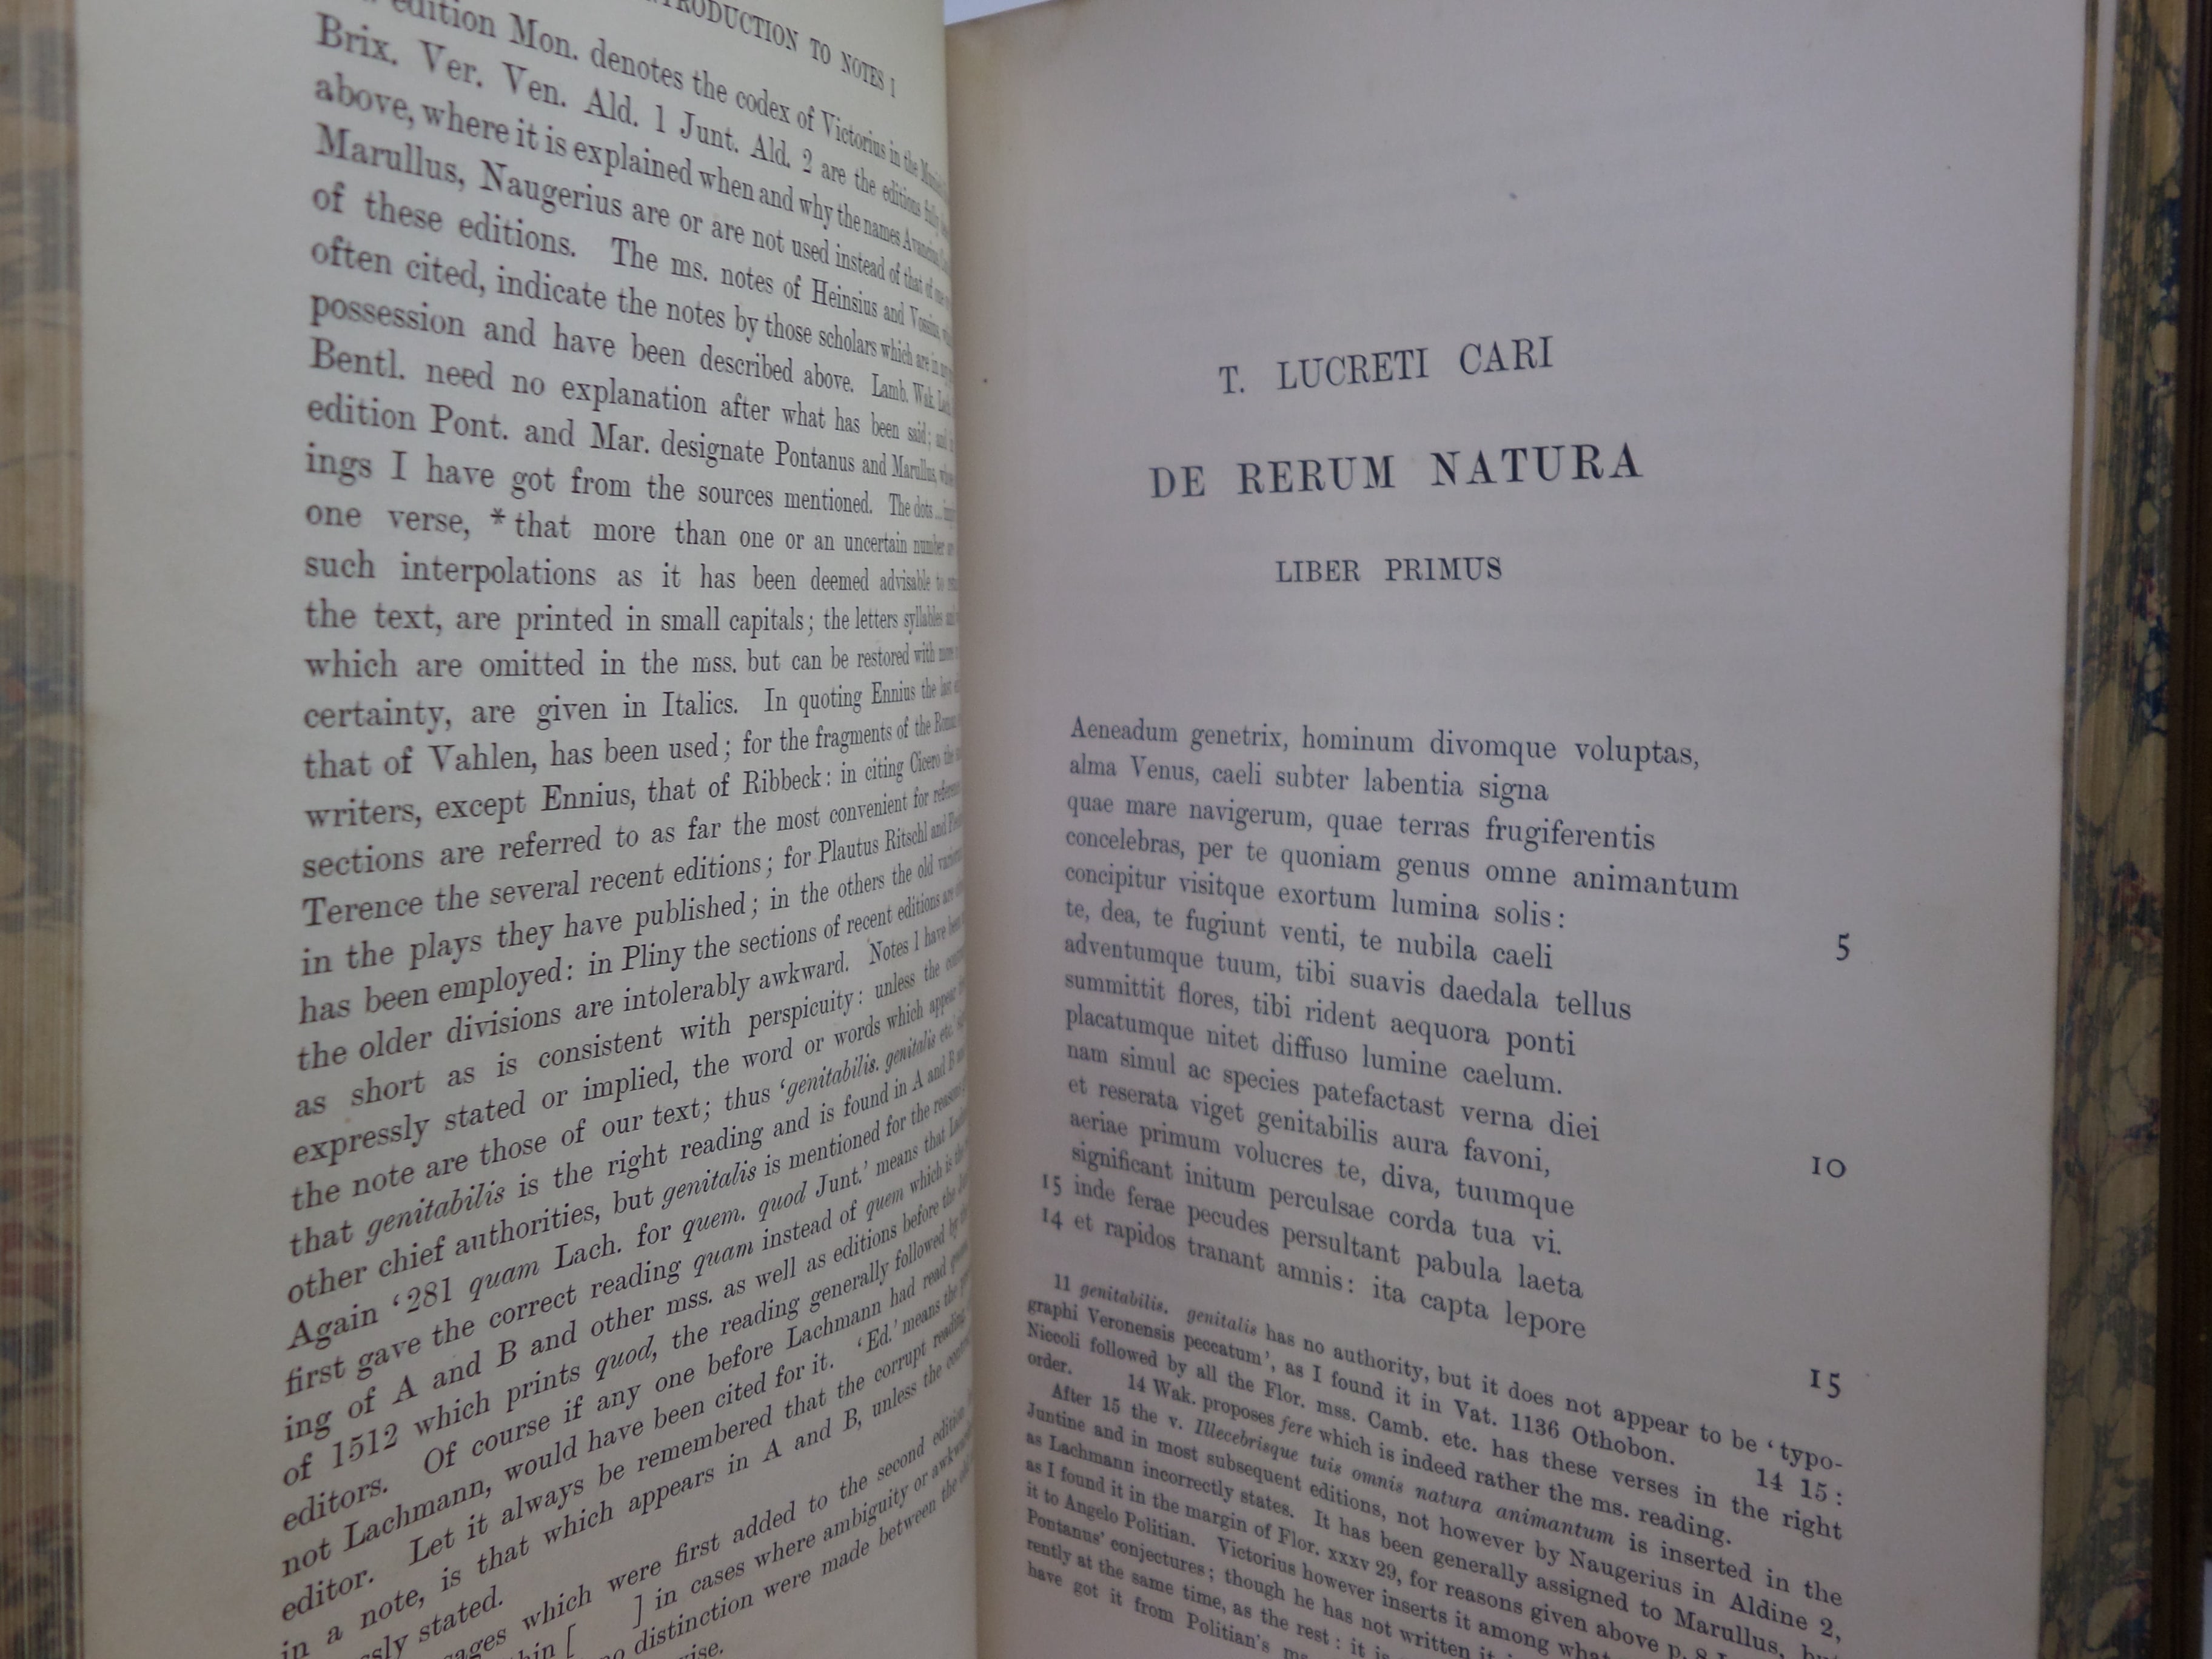 INTRODUCTION TO NOTES I
edition Mon. denotes the codex of Victorius in the
Brix. Ver. Ven. Ald. 1 Junt. Ald. 2 are the editions fully
above, where it is explained when and why the names Avancius
Marullus, Naugerius are or are not used instead of that of one
of these editions. The ms. notes of Heinsius and Vossius,
often cited, indicate the notes by those scholars which are in my
possession and have been described above. Lamb. Wak. Lach.
Bentl. need no explanation after what has been said; and
edition Pont. and Mar. designate Pontanus and Marullus,
ings I have got from the sources mentioned. The dots ...
one verse, * that more than one or an uncertain number
such interpolations as it has been deemed advisable to
the text, are printed in small capitals; the letters syllables
which are omitted in the mss. but can be restored with more
certainty, are given in Italics. In quoting Ennius the last
that of Vahlen, has been used; for the fragments of the Roman
writers, except Ennius, that of Ribbeck: in citing Cicero the
sections are referred to as far the most convenient for
Terence the several recent editions; for Plautus Ritschl and
in the plays they have published; in the others the old
has been employed: in Pliny the sections of recent editions are
the older divisions are intolerably awkward. Notes I have been
as short as is consistent with perspicuity: unless the
expressly stated or implied, the word or words which appear
the note are those of our text; thus ‘genitabilis. genitalis etc.’
that genitabilis is the right reading and is found in A and B
other chief authorities, but genitalis is mentioned for the reasons
Again ‘281 quam Lach. for quem. quod Junt.’ means that
first gave the correct reading quam instead of quem which is the
ing of A and B and other mss. as well as editions before the
of 1512 which prints quod, the reading generally followed by
editors. Of course if any one before Lachmann had read
not Lachmann, would have been cited for it. ‘Ed.’ means the
editor. Let it always be remembered that the corrupt reading
in a note, is that which appears in A and B, unless the
stated.
which were first added to the second edition
[ ] in cases where ambiguity or
distinction were made between the
T. LUCRETI CARI
DE RERUM NATURA
LIBER PRIMUS
Aeneadum genetrix, hominum divomque voluptas,
alma Venus, caeli subter labentia signa
quae mare navigerum, quae terras frugiferentis
concelebras, per te quoniam genus omne animantum
concipitur visitque exortum lumina solis: 5
te, dea, te fugiunt venti, te nubila caeli
adventumque tuum, tibi suavis daedala tellus
summittit flores, tibi rident aequora ponti
placatumque nitet diffuso lumine caelum.
nam simul ac species patefactast verna diei 10
et reserata viget genitabilis aura favoni,
aeriae primum volucres te, diva, tuumque
significant initum perculsae corda tua vi.
15 inde ferae pecudes persultant pabula laeta
14 et rapidos tranant amnis: ita capta lepore 15
11 genitabilis. genitalis has no authority, but it does not appear to be ‘typo-
graphi Veronensis peccatum’, as I found it in Vat. 1136 Othobon. 14 15:
Niccoli followed by all the Flor. mss. Camb. etc. has these verses in the right
order. 14 Wak. proposes fere which is indeed rather the ms. reading.
After 15 the v. Illecebrisque tuis omnis natura animantum is inserted in the
Juntine and in most subsequent editions, not however by Naugerius in Aldine 2,
as Lachmann incorrectly states. It has been generally assigned to Marullus, but
as I found it in the margin of Flor. xxxv 29, for reasons given above p. 8
it to Angelo Politian. Victorius however inserts it among
Pontanus’ conjectures; though he has not written
rently at the same time, as the rest: it
have got it from Politian’s